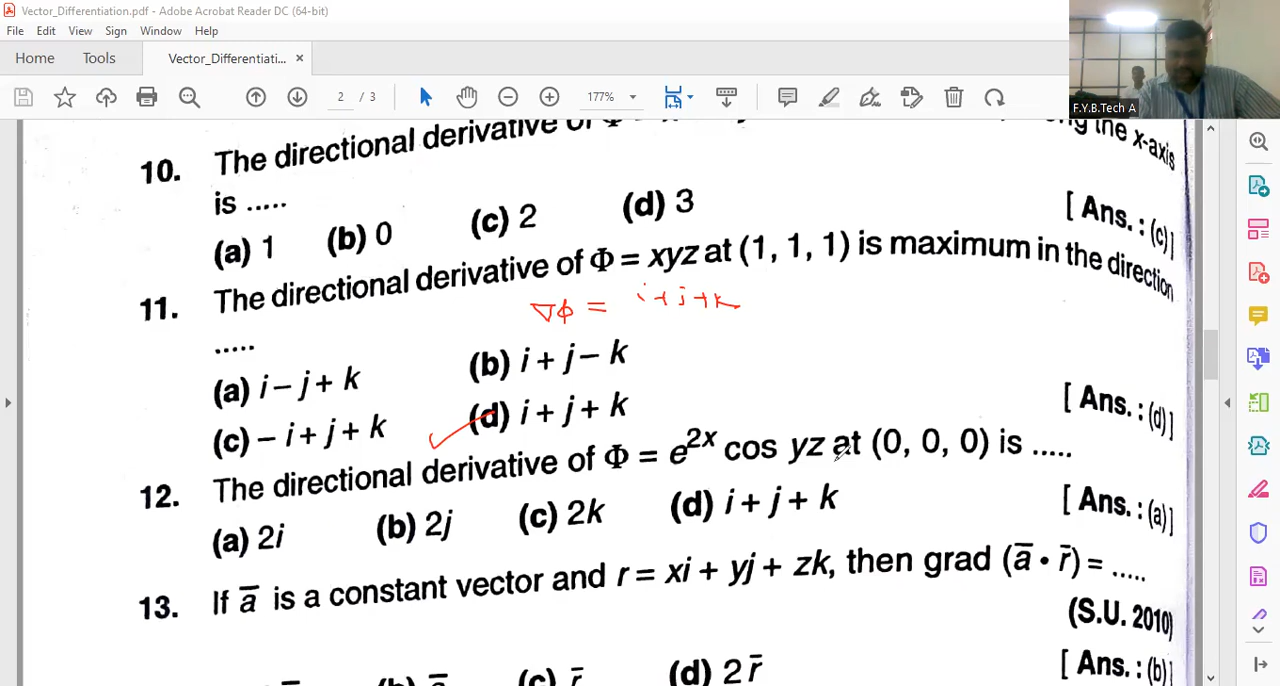 Vector_Differentiation.pdf - Adobe Acrobat Reader DC (64-bit)
File Edit View Sign Window Help
Home Tools Vector_Differentiati... ×
2 / 3 177%
F.Y.B.Tech A
10. The directional derivative of Φ = the x-axis
is .....
(a) 1 (b) 0 (c) 2 (d) 3 [ Ans. : (c)]
11. The directional derivative of Φ = xyz at (1, 1, 1) is maximum in the direction
∇ϕ = i+j+k
.....
(a) i – j + k (b) i + j – k
(c) – i + j + k (d) i + j + k [ Ans. : (d)]
12. The directional derivative of Φ = e^2x cos yz at (0, 0, 0) is .....
(a) 2i (b) 2j (c) 2k (d) i + j + k [ Ans. : (a)]
13. If a̅ is a constant vector and r = xi + yj + zk, then grad (a̅ • r̅) = .....
(S.U. 2010)
(c) r̅ (d) 2 r̅ [ Ans. : (b)]